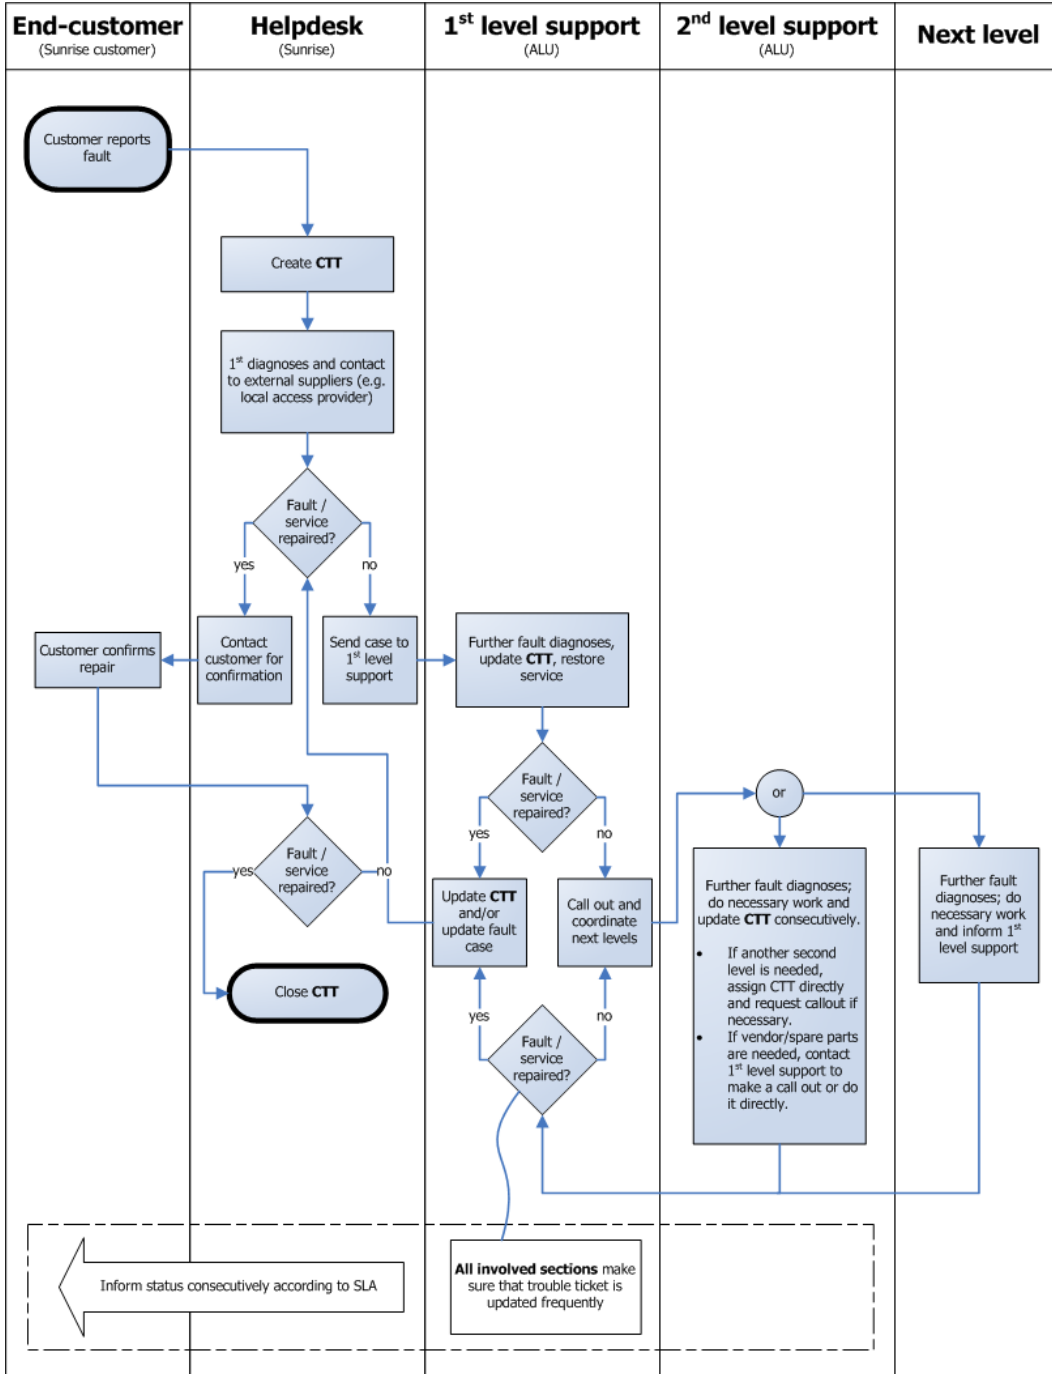 End-customer
(Sunrise customer)
Helpdesk
(Sunrise)
1st level support
(ALU)
2nd level support
(ALU)
Next level
Customer reports
fault
Create CTT
1st diagnoses and contact
to external suppliers (e.g.
local access provider)
Fault /
service
repaired?
yes
no
Customer confirms
repair
Contact
customer for
confirmation
Send case to
1st level
support
Further fault diagnoses,
update CTT, restore
service
Fault /
service
repaired?
yes
no
or
Fault /
service
repaired?
yes
no
Update CTT
and/or
update fault
case
Call out and
coordinate
next levels
Further fault diagnoses;
do necessary work and
update CTT consecutively.
• If another second
level is needed,
assign CTT directly
and request callout if
necessary.
• If vendor/spare parts
are needed, contact
1st level support to
make a call out or do
it directly.
Further fault
diagnoses; do
necessary work
and inform 1st
level support
Close CTT
yes
no
Fault /
service
repaired?
Inform status consecutively according to SLA
All involved sections make
sure that trouble ticket is
updated frequently